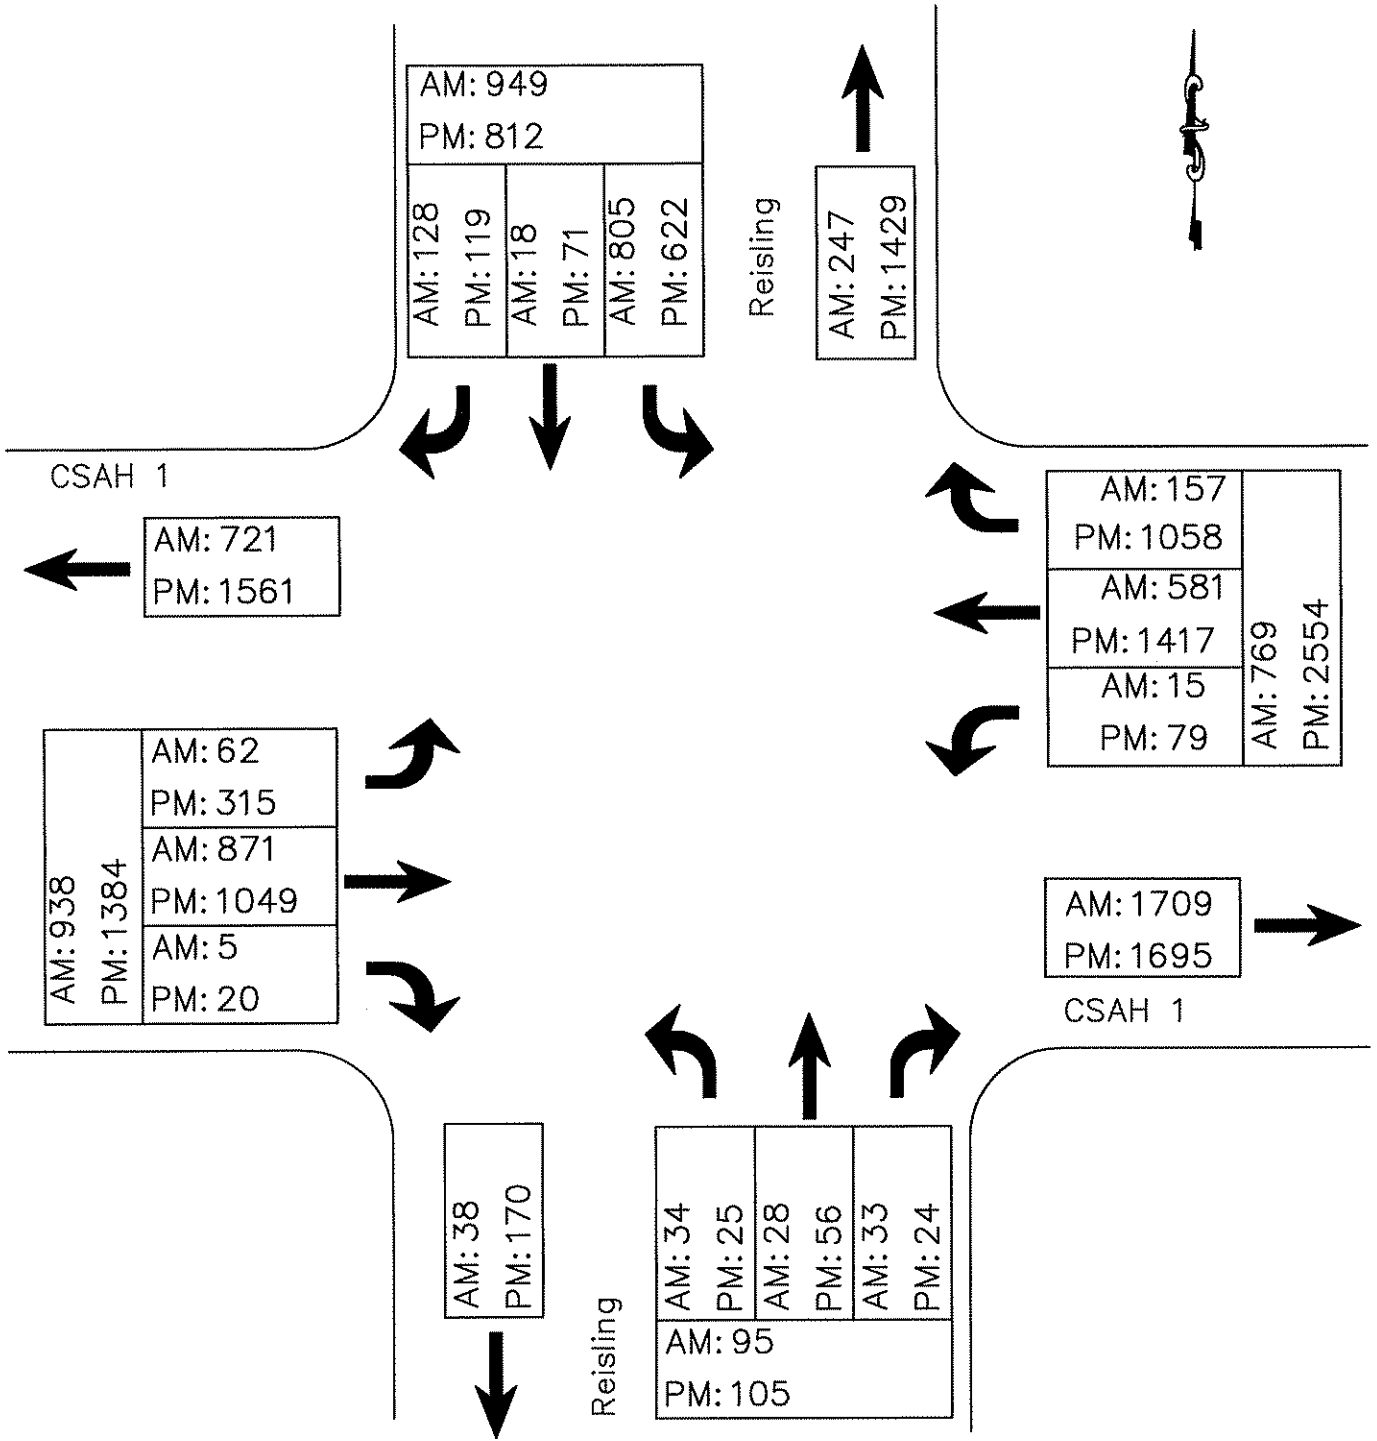 AM: 949
PM: 812
AM: 128
PM: 119
AM: 18
PM: 71
AM: 805
PM: 622
Reisling
AM: 247
PM: 1429
CSAH 1
AM: 721
PM: 1561
AM: 157
PM: 1058
AM: 581
PM: 1417
AM: 15
PM: 79
AM: 769
PM: 2554
AM: 938
PM: 1384
AM: 62
PM: 315
AM: 871
PM: 1049
AM: 5
PM: 20
AM: 1709
PM: 1695
CSAH 1
AM: 38
PM: 170
Reisling
AM: 34
PM: 25
AM: 28
PM: 56
AM: 33
PM: 24
AM: 95
PM: 105